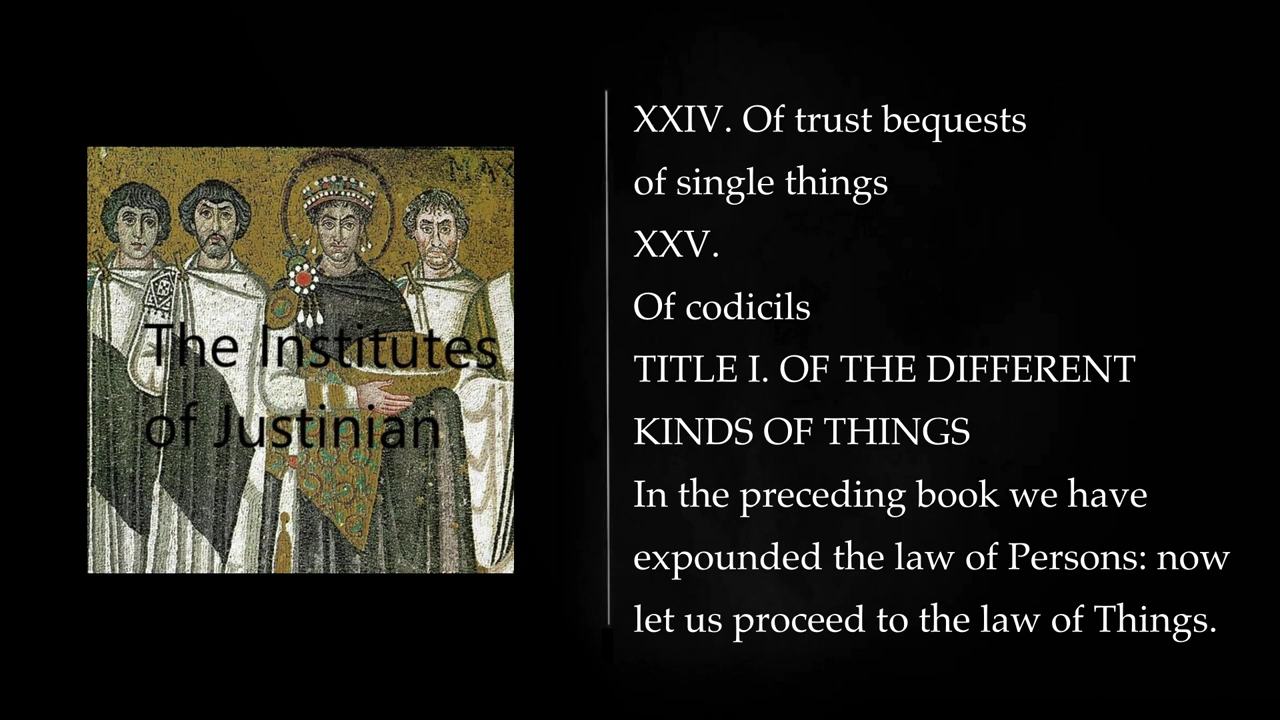 MAX
The Institutes
of Justinian
XXIV. Of trust bequests
of single things
XXV.
Of codicils
TITLE I. OF THE DIFFERENT
KINDS OF THINGS
In the preceding book we have
expounded the law of Persons: now
let us proceed to the law of Things.